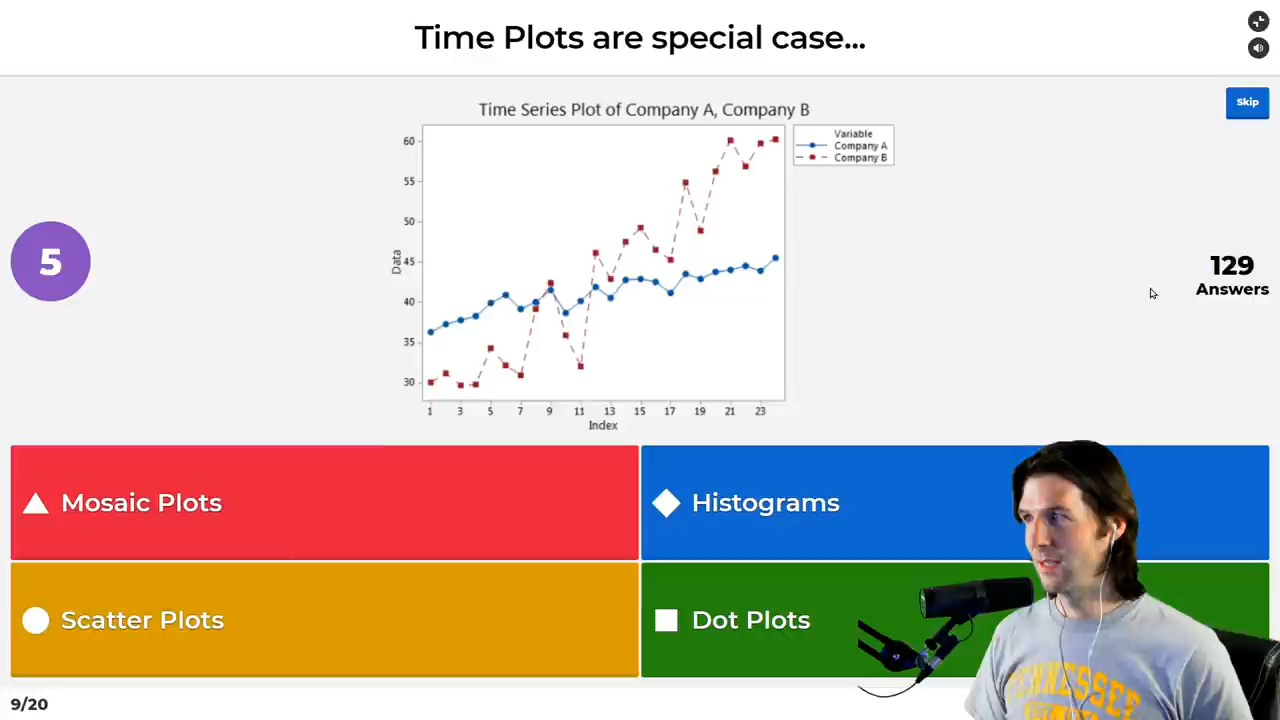 Time Plots are special case...
Skip
Time Series Plot of Company A, Company B
Variable
Company A
Company B
60
55
50
45
40
35
30
Data
1 3 5 7 9 11 13 15 17 19 21 23
Index
5
129
Answers
Mosaic Plots
Histograms
Scatter Plots
Dot Plots
TENNESSEE
9/20